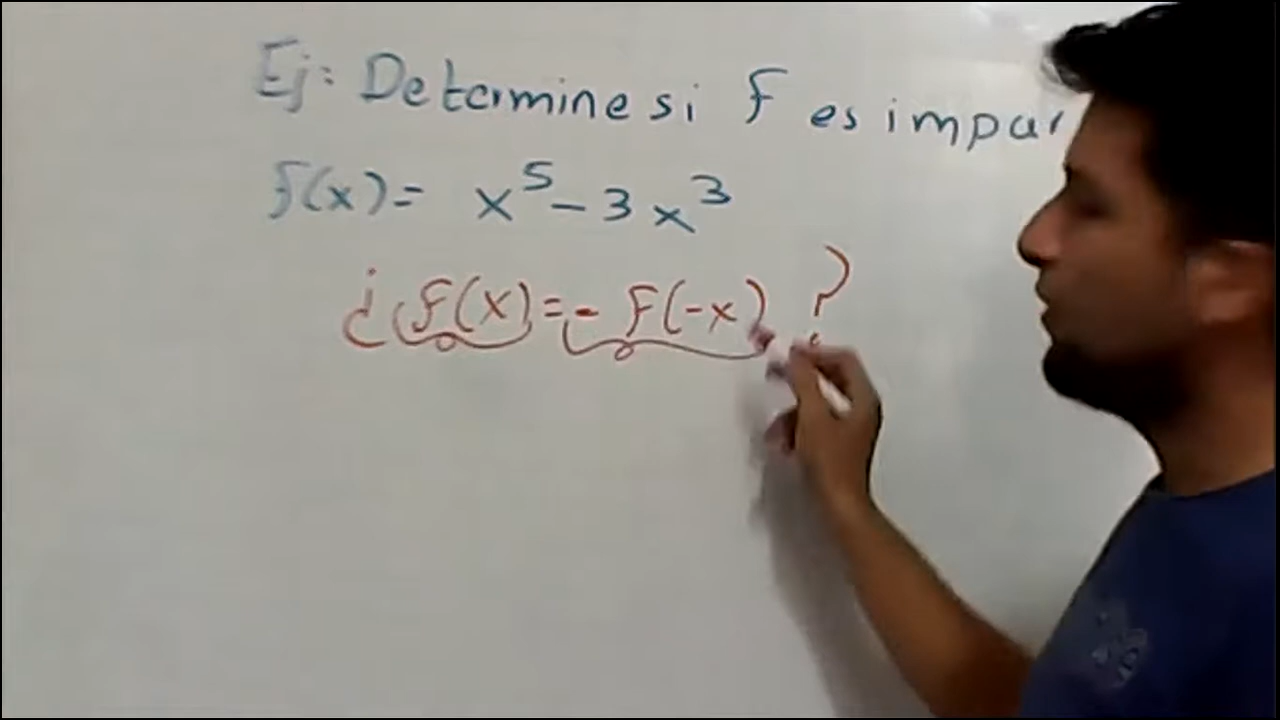 Ej: Determine si f es impar
f(x) = x⁵ - 3x³
¿ f(x) = - f(-x) ?